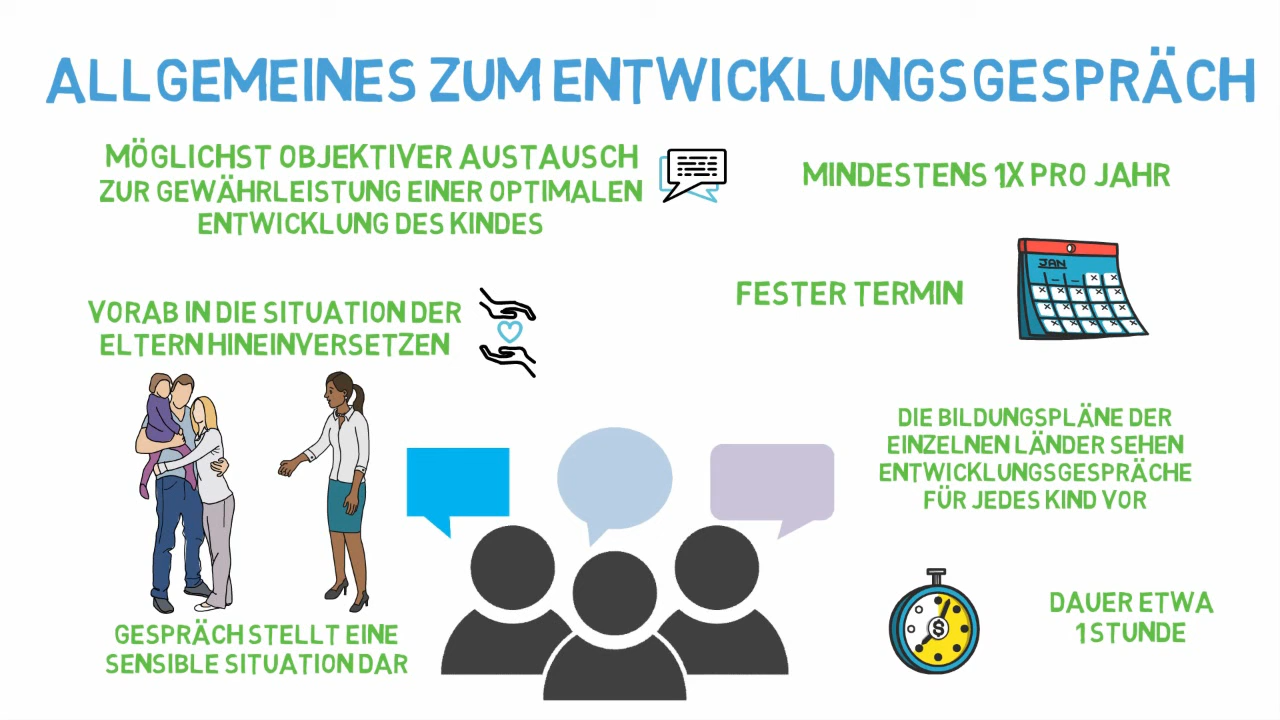 ALLGEMEINES ZUM ENTWICKLUNGSGESPRÄCH
MÖGLICHST OBJEKTIVER AUSTAUSCH
ZUR GEWÄHRLEISTUNG EINER OPTIMALEN
ENTWICKLUNG DES KINDES
MINDESTENS 1X PRO JAHR
FESTER TERMIN
JAN
VORAB IN DIE SITUATION DER
ELTERN HINEINVERSETZEN
DIE BILDUNGSPLÄNE DER
EINZELNEN LÄNDER SEHEN
ENTWICKLUNGSGESPRÄCHE
FÜR JEDES KIND VOR
GESPRÄCH STELLT EINE
SENSIBLE SITUATION DAR
$
DAUER ETWA
1 STUNDE